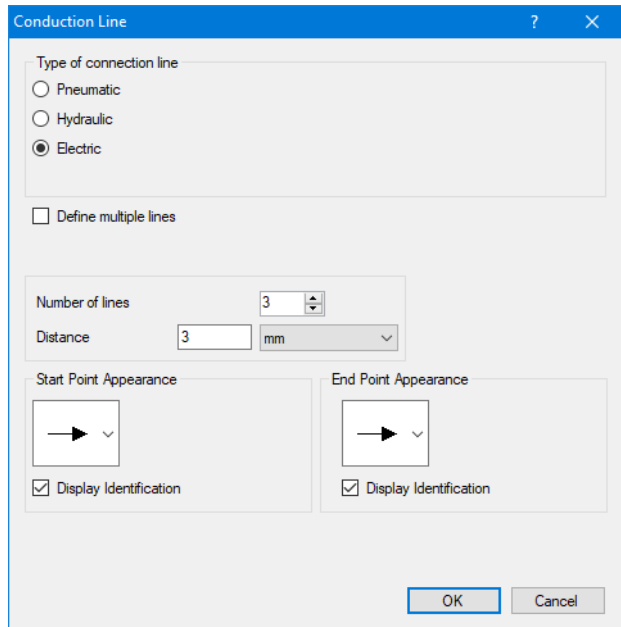 Conduction Line ?
Type of connection line
Pneumatic
Hydraulic
Electric
Define multiple lines
Number of lines 3
Distance 3 mm
Start Point Appearance End Point Appearance
Display Identification Display Identification
OK Cancel